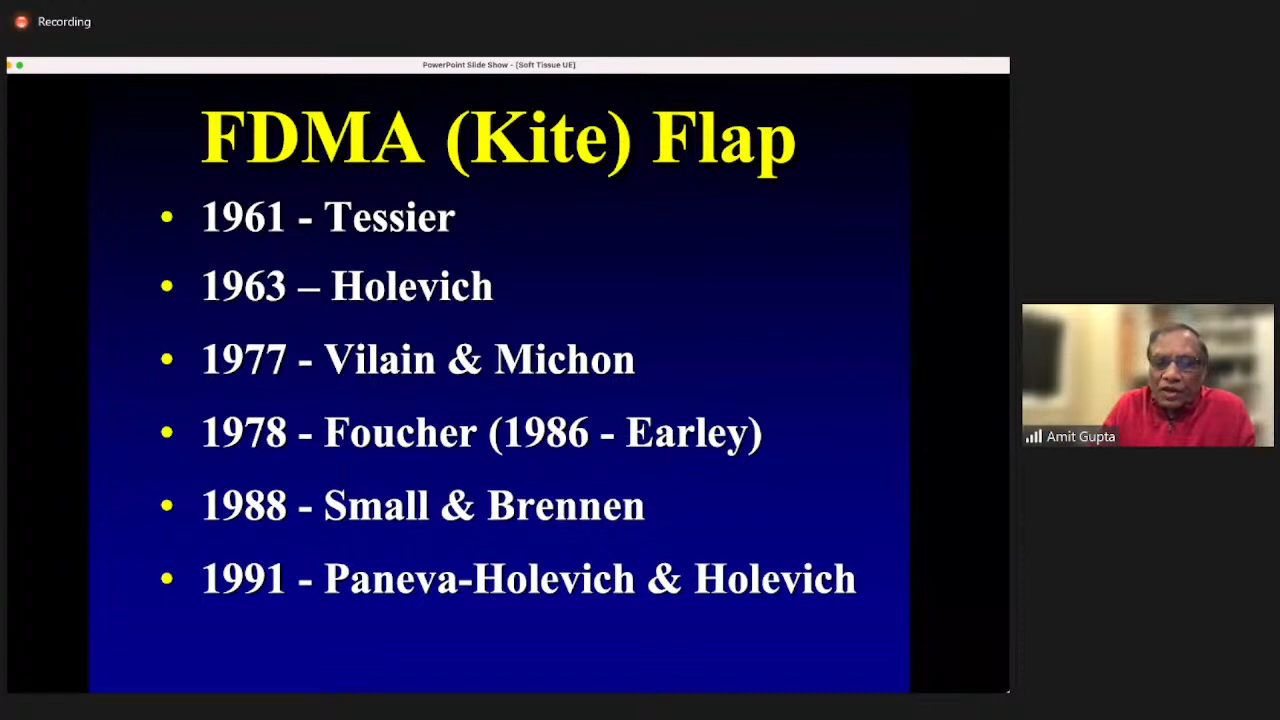 Recording
PowerPoint Slide Show - [Soft Tissue UE]
FDMA (Kite) Flap
• 1961 - Tessier
• 1963 – Holevich
• 1977 - Vilain & Michon
• 1978 - Foucher (1986 - Earley)
• 1988 - Small & Brennen
• 1991 - Paneva-Holevich & Holevich
Amit Gupta